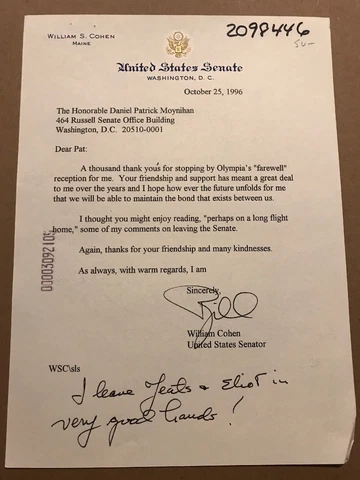 WILLIAM S. COHEN
MAINE
2098446
United States Senate
WASHINGTON, D. C.
October 25, 1996
The Honorable Daniel Patrick Moynihan
464 Russell Senate Office Building
Washington, D.C. 20510-0001
Dear Pat:
A thousand thank you's for stopping by Olympia's "farewell"
reception for me. Your friendship and support has meant a great deal
to me over the years and I hope how ever the future unfolds for me
that we will be able to maintain the bond that exists between us.
I thought you might enjoy reading, "perhaps on a long flight
home," some of my comments on leaving the Senate.
Again, thanks for your friendship and many kindnesses.
As always, with warm regards, I am
Sincerely,
Bill
William Cohen
United States Senator
WSC\sls
I leave Yeats & Eliot in
very good hands!